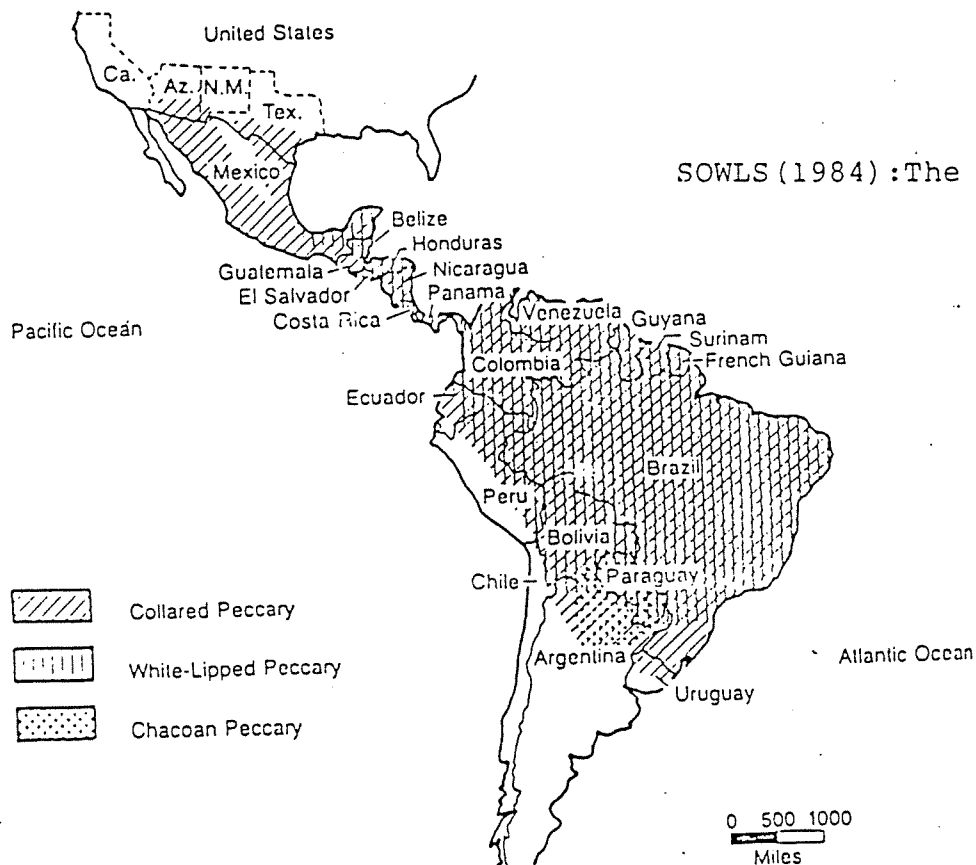 United States
Ca.
Az.
N.M.
Tex.
Mexico
SOWLS(1984):The
Belize
Honduras
Guatemala
Nicaragua
El Salvador
Panama
Costa Rica
Venezuela
Guyana
Pacific Ocean
Surinam
Colombia
French Guiana
Ecuador
Brazil
Peru
Bolivia
Chile
Paraguay
Collared Peccary
Argentina
Atlantic Ocean
White-Lipped Peccary
Uruguay
Chacoan Peccary
0 500 1000
Miles